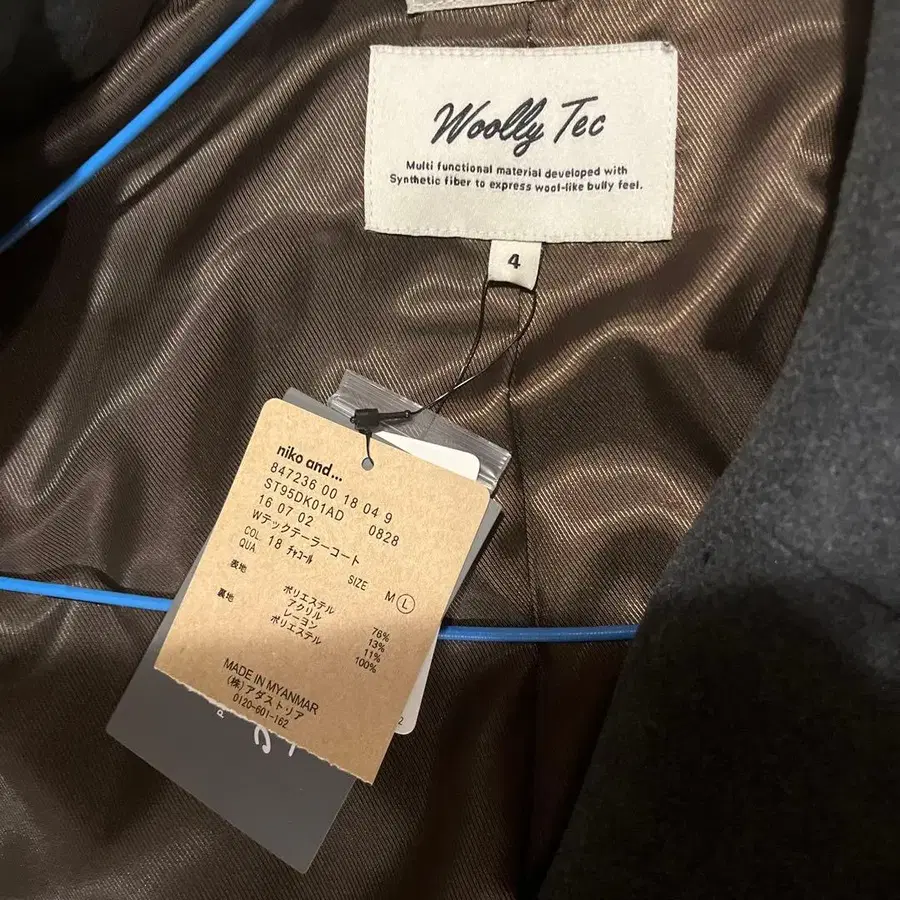 Woolly Tec
Multi functional material developed with
Synthetic fiber to express wool-like bully feel.
4
niko and...
847236 00 18 04 9
ST95DK01AD 0828
16 07 02
Wテックテーラーコート
COL 18 チャコール SIZE M L
QUA
表地 ポリエステル 76%
アクリル 13%
レーヨン 11%
裏地 ポリエステル 100%
MADE IN MYANMAR
(株)アダストリア
0120-601-162
2